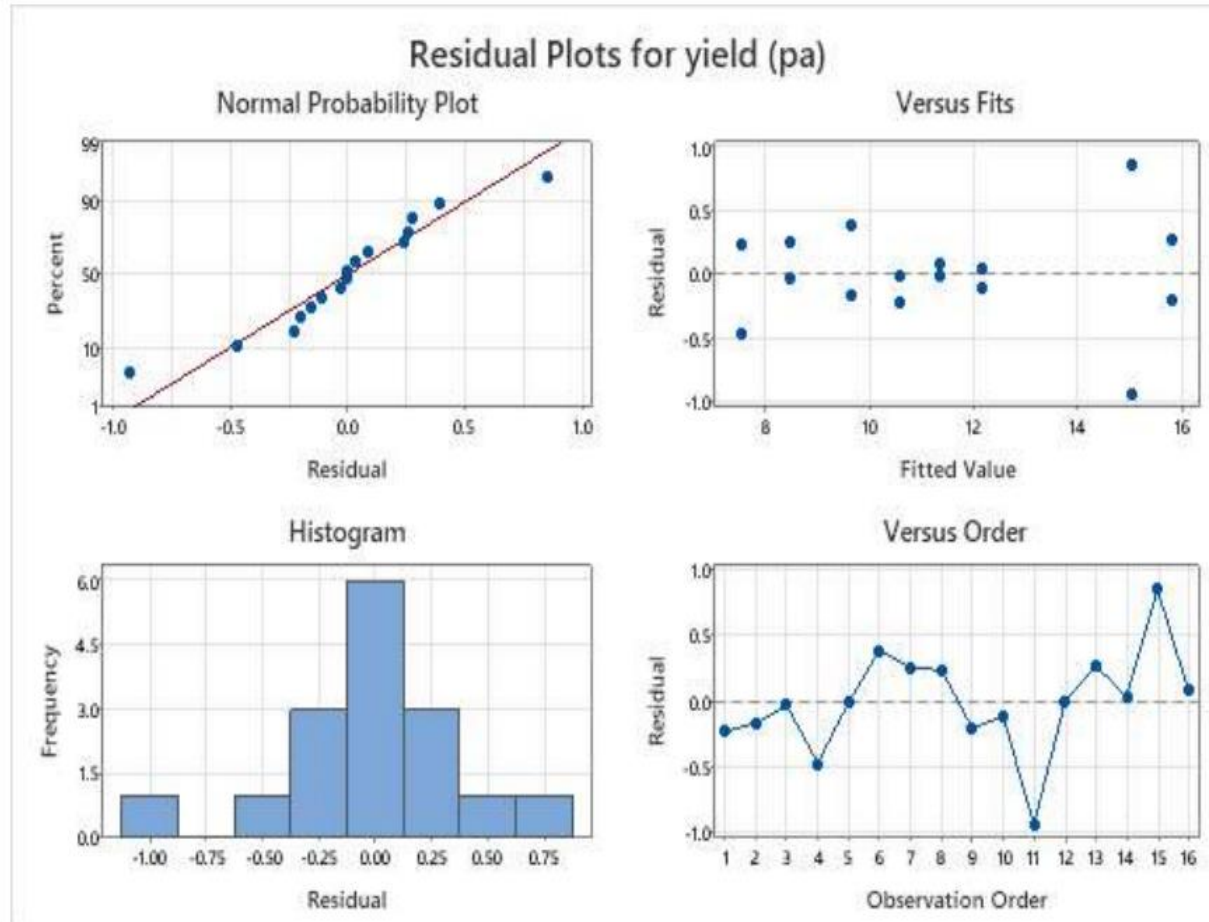 Residual Plots for yield (pa)
Normal Probability Plot
99
90
50
10
1
Percent
-1.0 -0.5 0.0 0.5 1.0
Residual
Versus Fits
1.0
0.5
0.0
-0.5
-1.0
Residual
8 10 12 14 16
Fitted Value
Histogram
6.0
4.5
3.0
1.5
0.0
Frequency
-1.00 -0.75 -0.50 -0.25 0.00 0.25 0.50 0.75
Residual
Versus Order
1.0
0.5
0.0
-0.5
-1.0
Residual
1 2 3 4 5 6 7 8 9 10 11 12 13 14 15 16
Observation Order